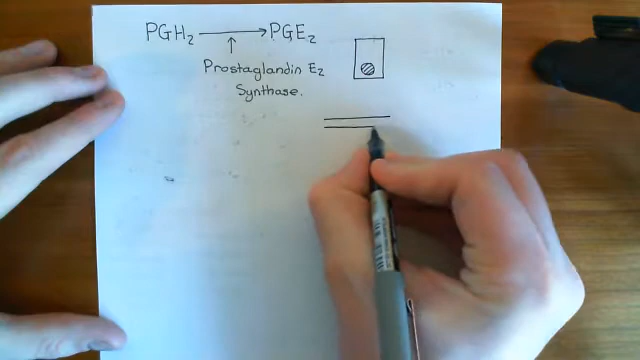 PGH₂ → PGE₂
Prostaglandin E₂
Synthase.